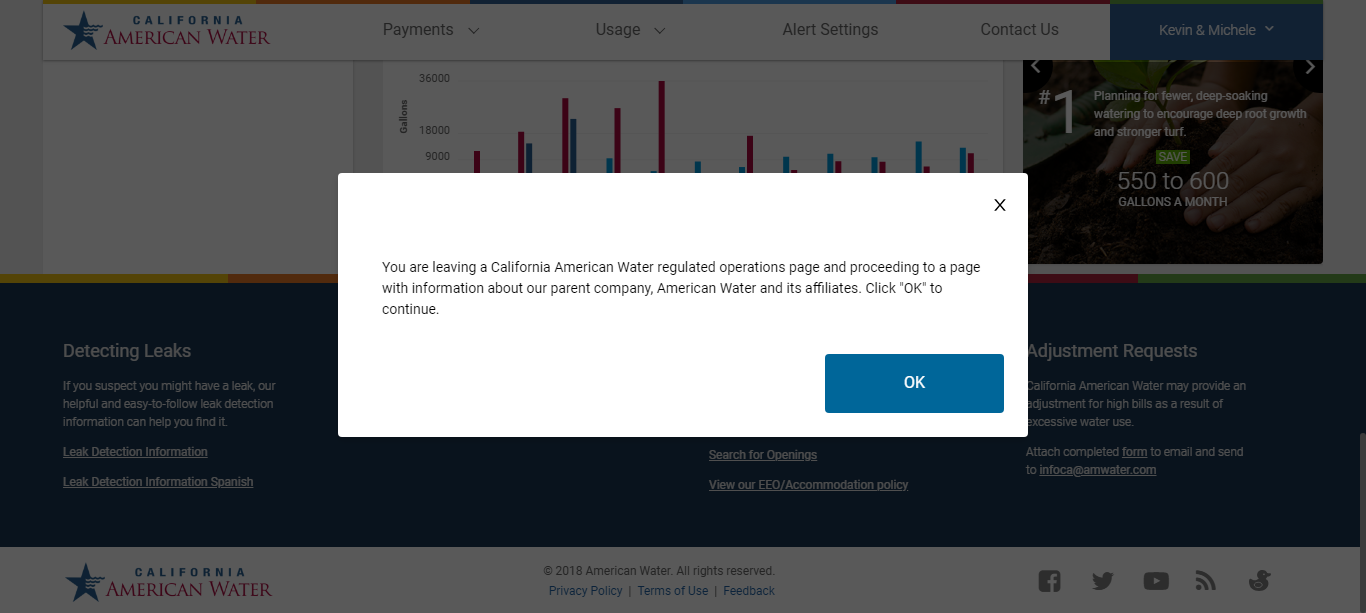 CALIFORNIA
AMERICAN WATER
Payments
Usage
Alert Settings
Contact Us
Kevin & Michele
36000
18000
9000
Gallons
#1
Planning for fewer, deep-soaking
watering to encourage deep root growth
and stronger turf.
SAVE
550 to 600
GALLONS A MONTH
X
You are leaving a California American Water regulated operations page and proceeding to a page
with information about our parent company, American Water and its affiliates. Click "OK" to
continue.
OK
Detecting Leaks
If you suspect you might have a leak, our
helpful and easy-to-follow leak detection
information can help you find it.
Leak Detection Information
Leak Detection Information Spanish
Search for Openings
View our EEO/Accommodation policy
Adjustment Requests
California American Water may provide an
adjustment for high bills as a result of
excessive water use.
Attach completed form to email and send
to infoca@amwater.com
CALIFORNIA
AMERICAN WATER
© 2018 American Water. All rights reserved.
Privacy Policy | Terms of Use | Feedback